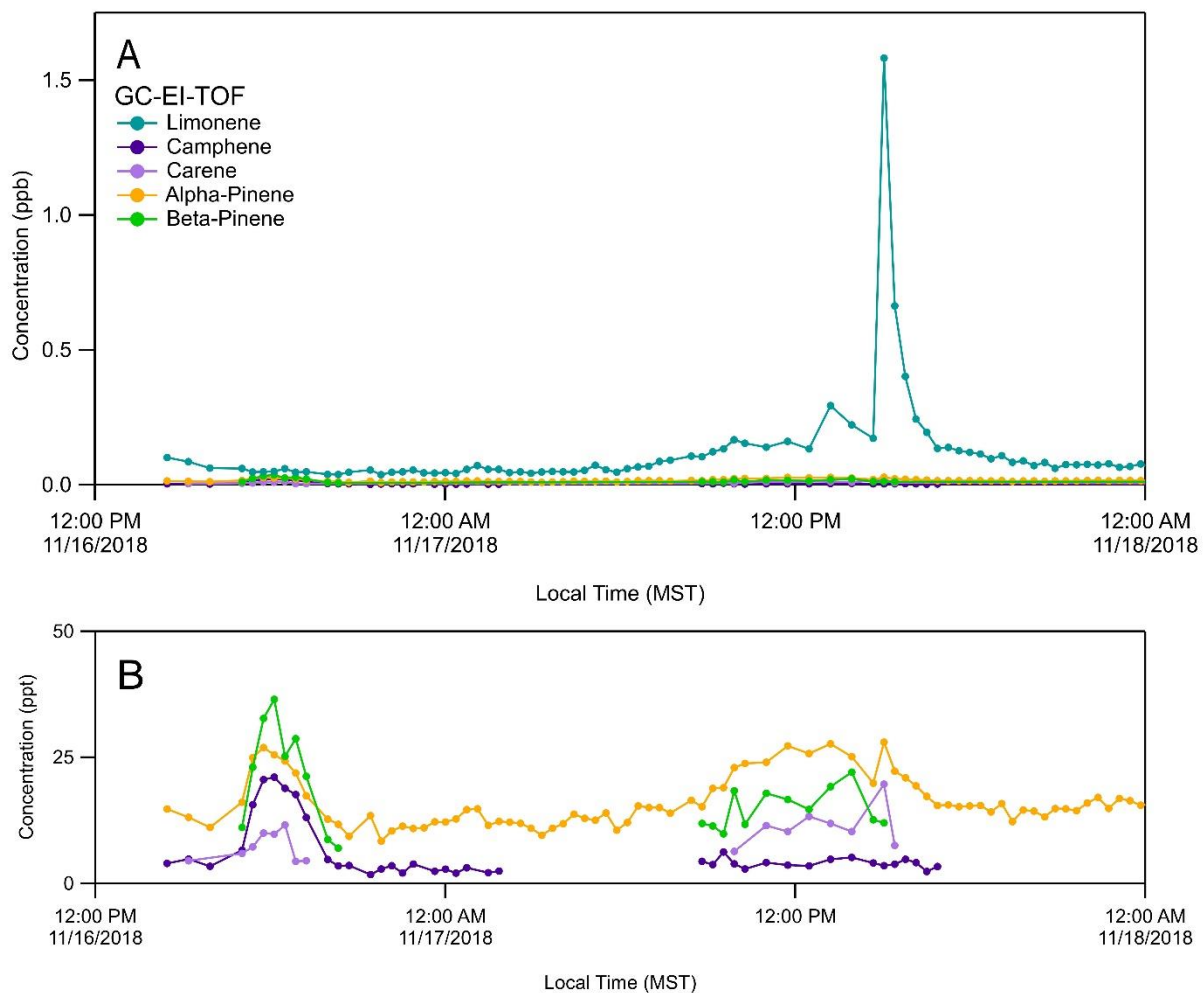 A
GC-EI-TOF
Limonene
Camphene
Carene
Alpha-Pinene
Beta-Pinene
Concentration (ppb)
1.5
1.0
0.5
0.0
12:00 PM
11/16/2018
12:00 AM
11/17/2018
12:00 PM
12:00 AM
11/18/2018
Local Time (MST)
B
Concentration (ppt)
50
25
0
12:00 PM
11/16/2018
12:00 AM
11/17/2018
12:00 PM
12:00 AM
11/18/2018
Local Time (MST)